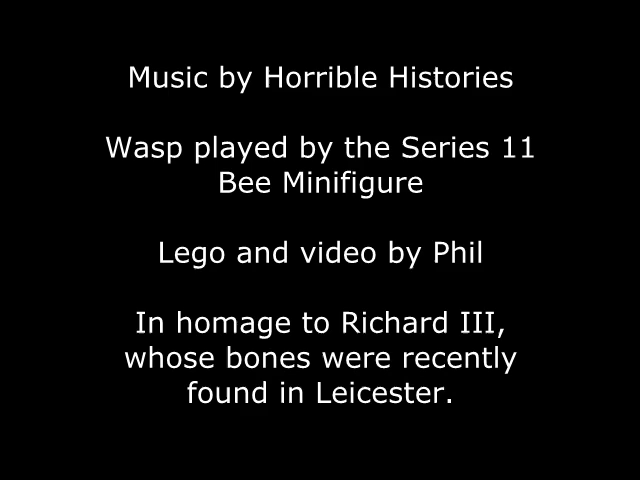 Music by Horrible Histories
Wasp played by the Series 11
Bee Minifigure
Lego and video by Phil
In homage to Richard III,
whose bones were recently
found in Leicester.